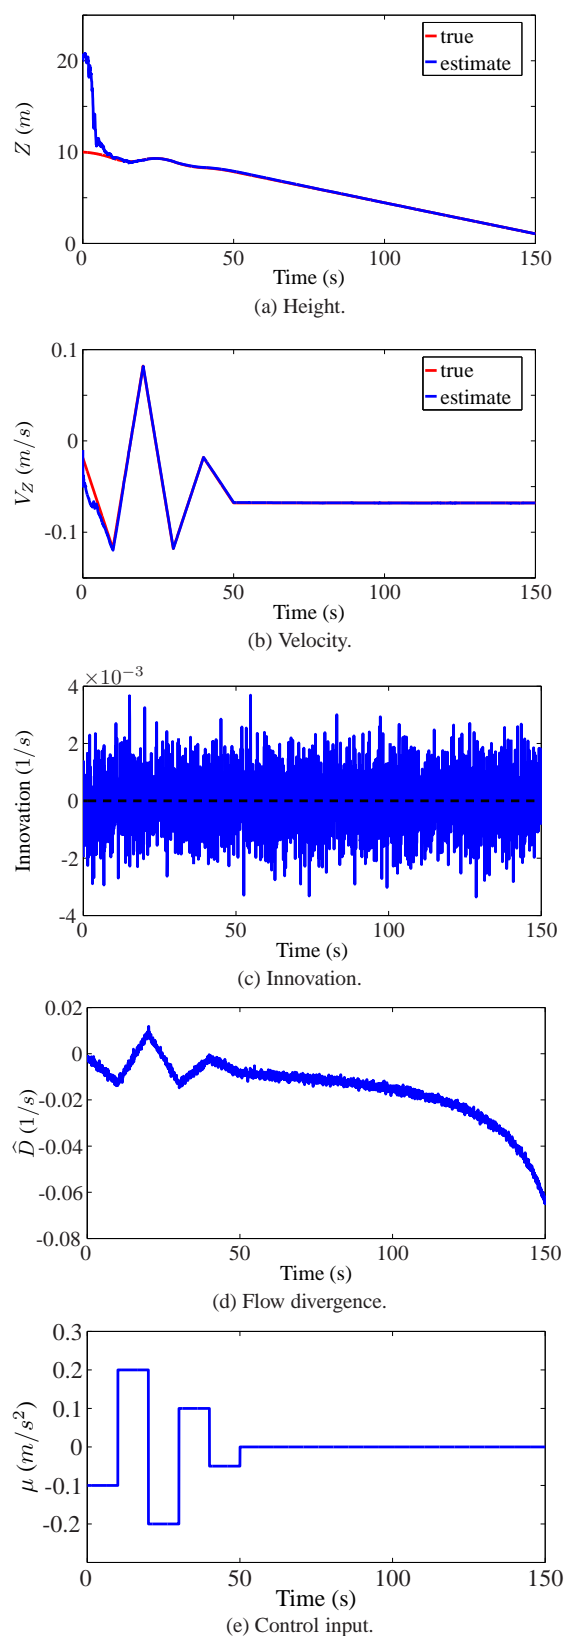 true
estimate
20
10
0
Z (m)
0
50
100
150
Time (s)
(a) Height.
0.1
0
-0.1
V_Z (m/s)
true
estimate
0
50
100
150
Time (s)
(b) Velocity.
×10⁻³
4
2
0
-2
-4
Innovation (1/s)
0
50
100
150
Time (s)
(c) Innovation.
0.02
0
-0.02
-0.04
-0.06
-0.08
D̂ (1/s)
0
50
100
150
Time (s)
(d) Flow divergence.
0.3
0.2
0.1
0
-0.1
-0.2
μ (m/s²)
0
50
100
150
Time (s)
(e) Control input.